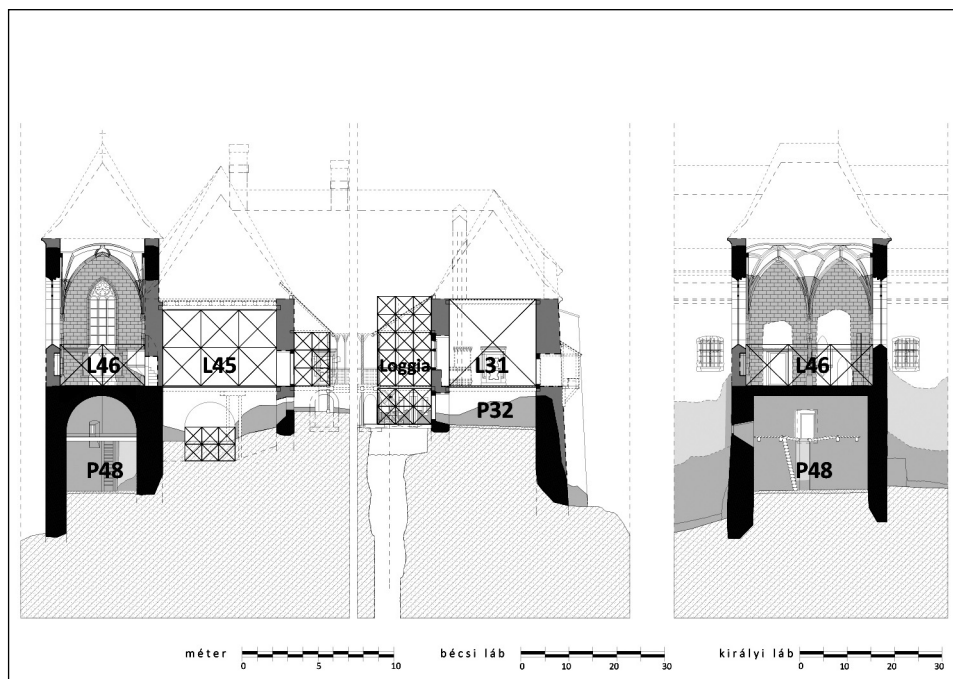 L46
L45
Loggia
L31
L46
P32
P48
P48
méter
0 5 10
bécsi láb
0 10 20 30
királyi láb
0 10 20 30